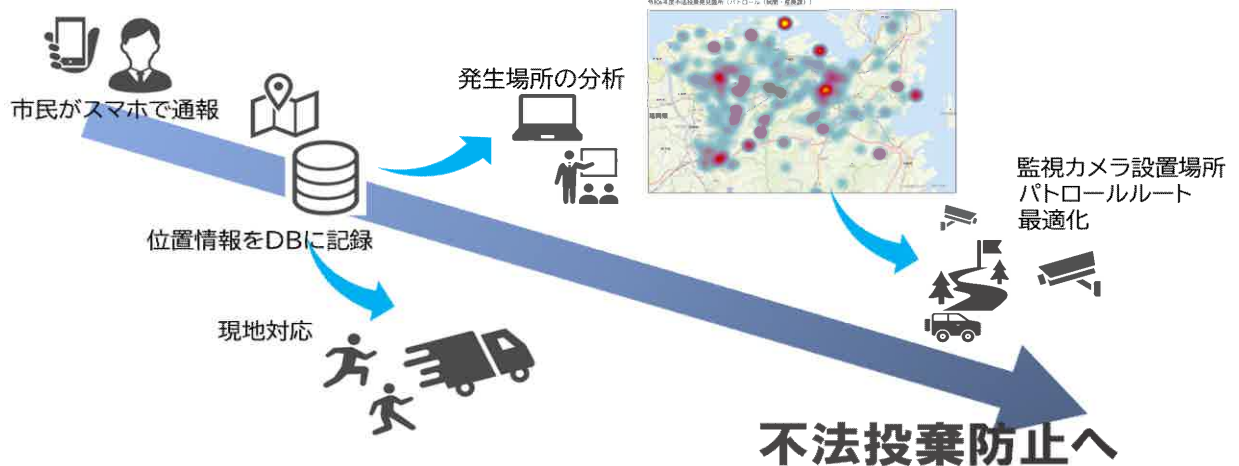 市民がスマホで通報
発生場所の分析
位置情報をDBに記録
現地対応
福岡県
監視カメラ設置場所
パトロールルート
最適化
不法投棄防止へ